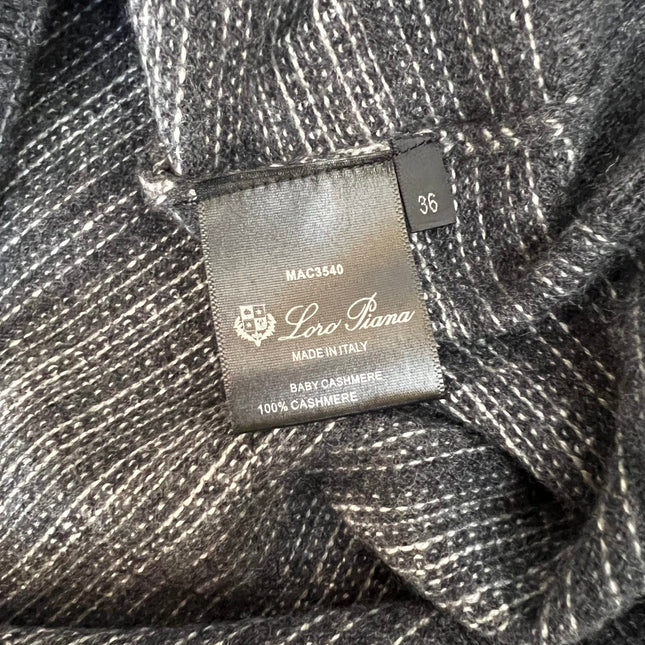 36
MAC3540
Loro Piana
MADE IN ITALY
BABY CASHMERE
100% CASHMERE